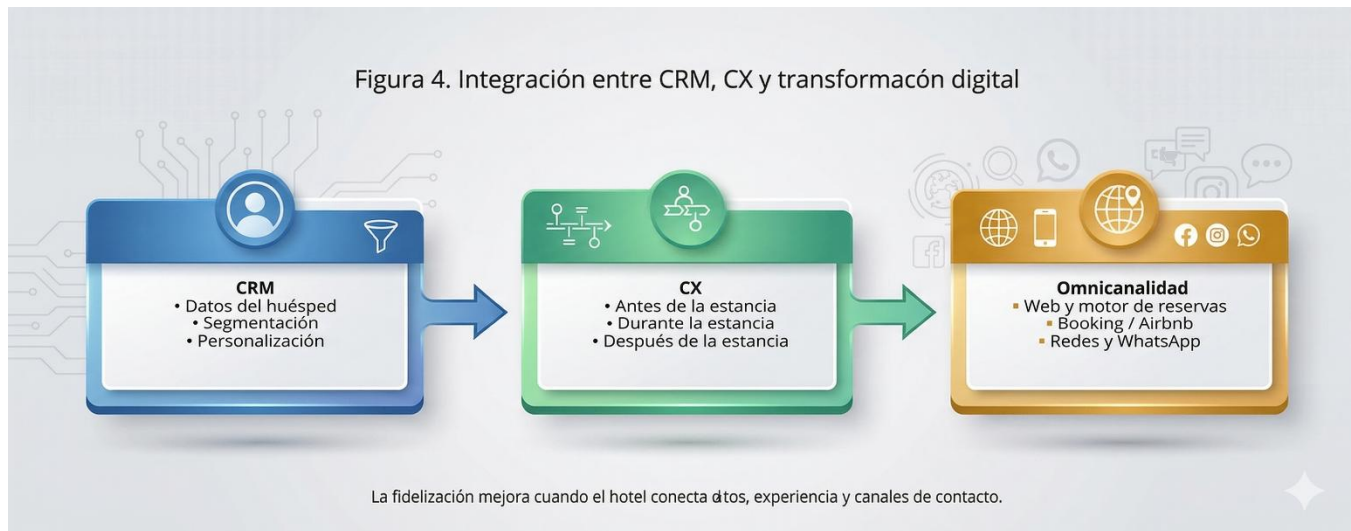 Figura 4. Integración entre CRM, CX y transformacón digital
CRM
• Datos del huésped
• Segmentación
• Personalización
CX
• Antes de la estancia
• Durante la estancia
• Después de la estancia
Omnicanalidad
▪ Web y motor de reservas
▪ Booking / Airbnb
▪ Redes y WhatsApp
La fidelización mejora cuando el hotel conecta datos, experiencia y canales de contacto.